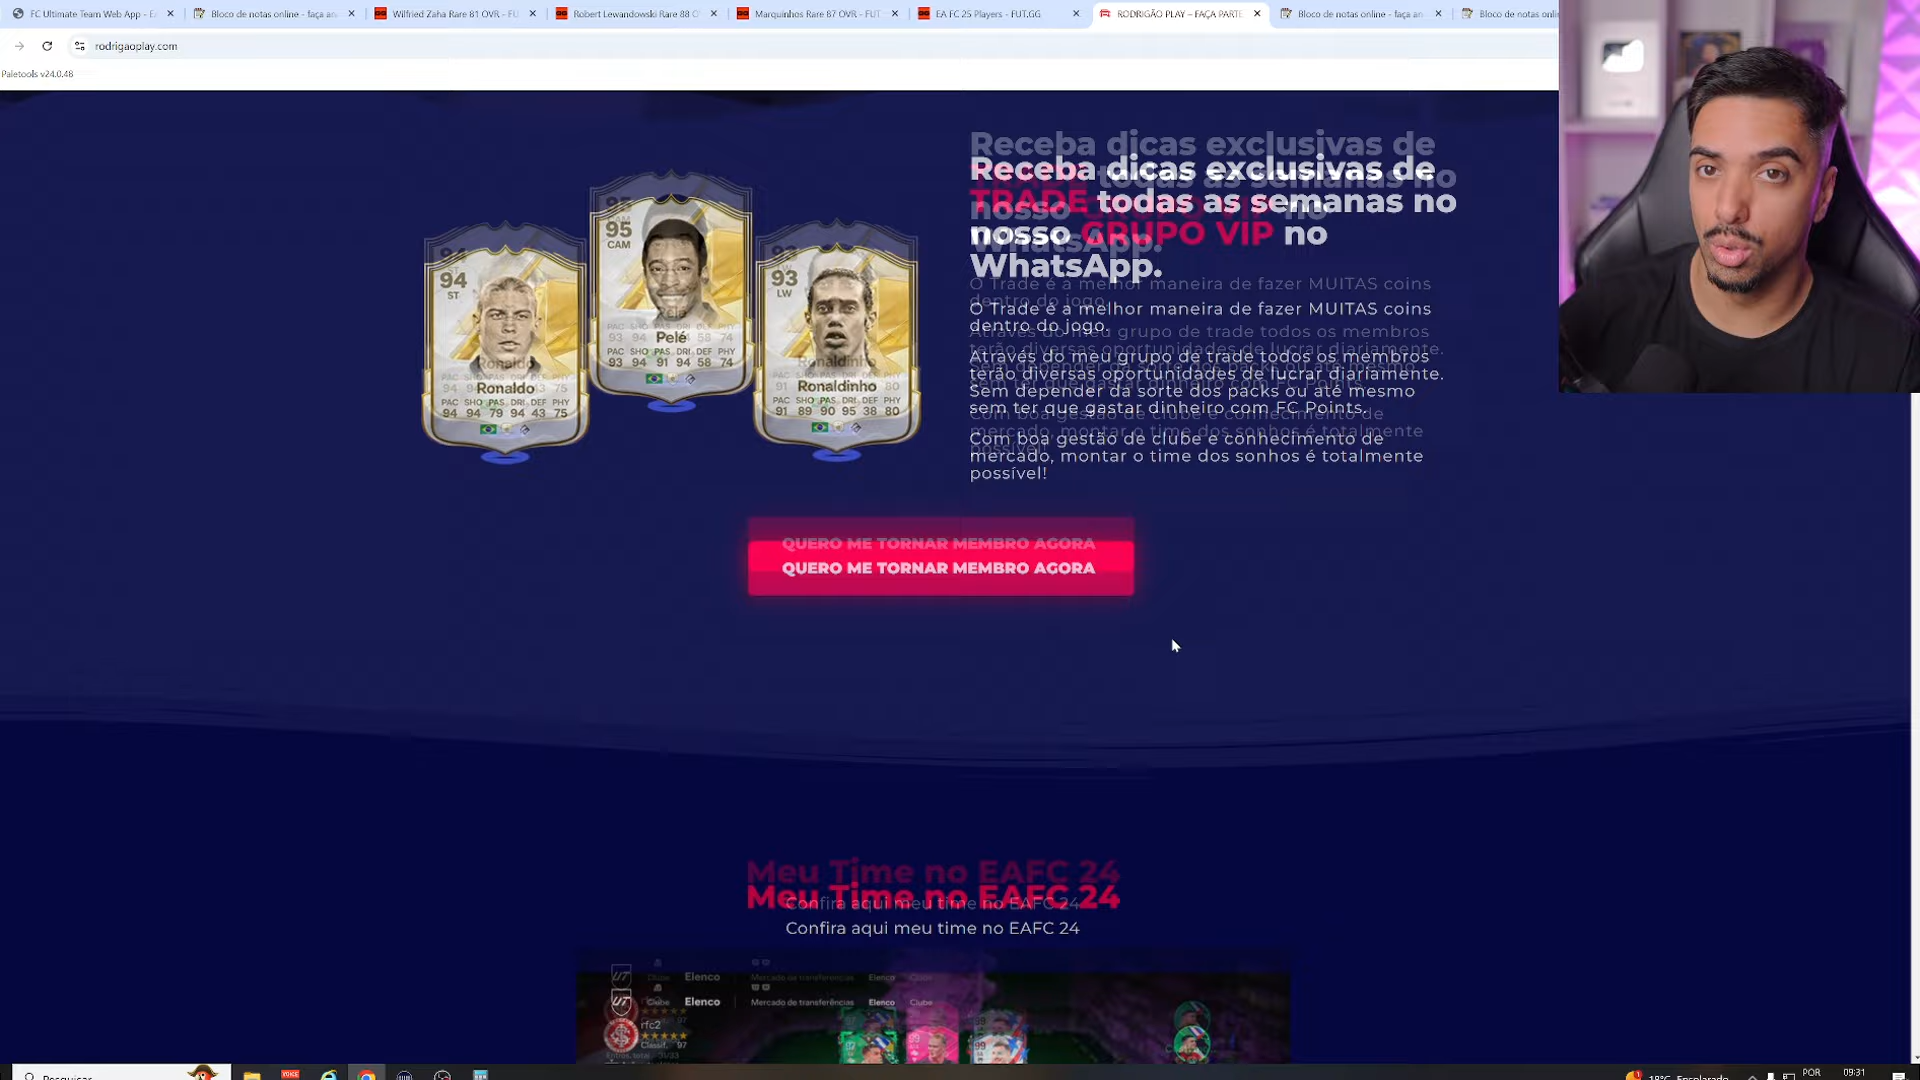 FC Ultimate Team Web App - E
Bloco de notas online - faça an
Wilfried Zaha Rare 81 OVR - FU
Robert Lewandowski Rare 88 O
Marquinhos Rare 87 OVR - FUT
EA FC 25 Players - FUT.GG
RODRIGÃO PLAY – FAÇA PARTE
Bloco de notas online - faça an
Bloco de notas onlin
rodrigaoplay.com
Paletools v24.0.48
94
ST
Ronaldo
PAC SHO PAS DRI DEF PHY
94 94 79 94 43 75
95
CAM
Pelé
PAC SHO PAS DRI DEF PHY
93 94 91 94 58 74
93
LW
Ronaldinho
PAC SHO PAS DRI DEF PHY
91 89 90 95 38 80
Receba dicas exclusivas de
TRADE todas as semanas no
nosso GRUPO VIP no
WhatsApp.
O Trade é a melhor maneira de fazer MUITAS coins
dentro do jogo.
Através do meu grupo de trade todos os membros
terão diversas oportunidades de lucrar diariamente.
Sem depender da sorte dos packs ou até mesmo
sem ter que gastar dinheiro com FC Points.
Com boa gestão de clube e conhecimento de
mercado, montar o time dos sonhos é totalmente
possível!
QUERO ME TORNAR MEMBRO AGORA
Meu Time no EAFC 24
Confira aqui meu time no EAFC 24
Clube Elenco Mercado de transferências Elenco Clube
rfc2
Classif. 97
Pesquisar
18°C Ensolarado
POR
09:31